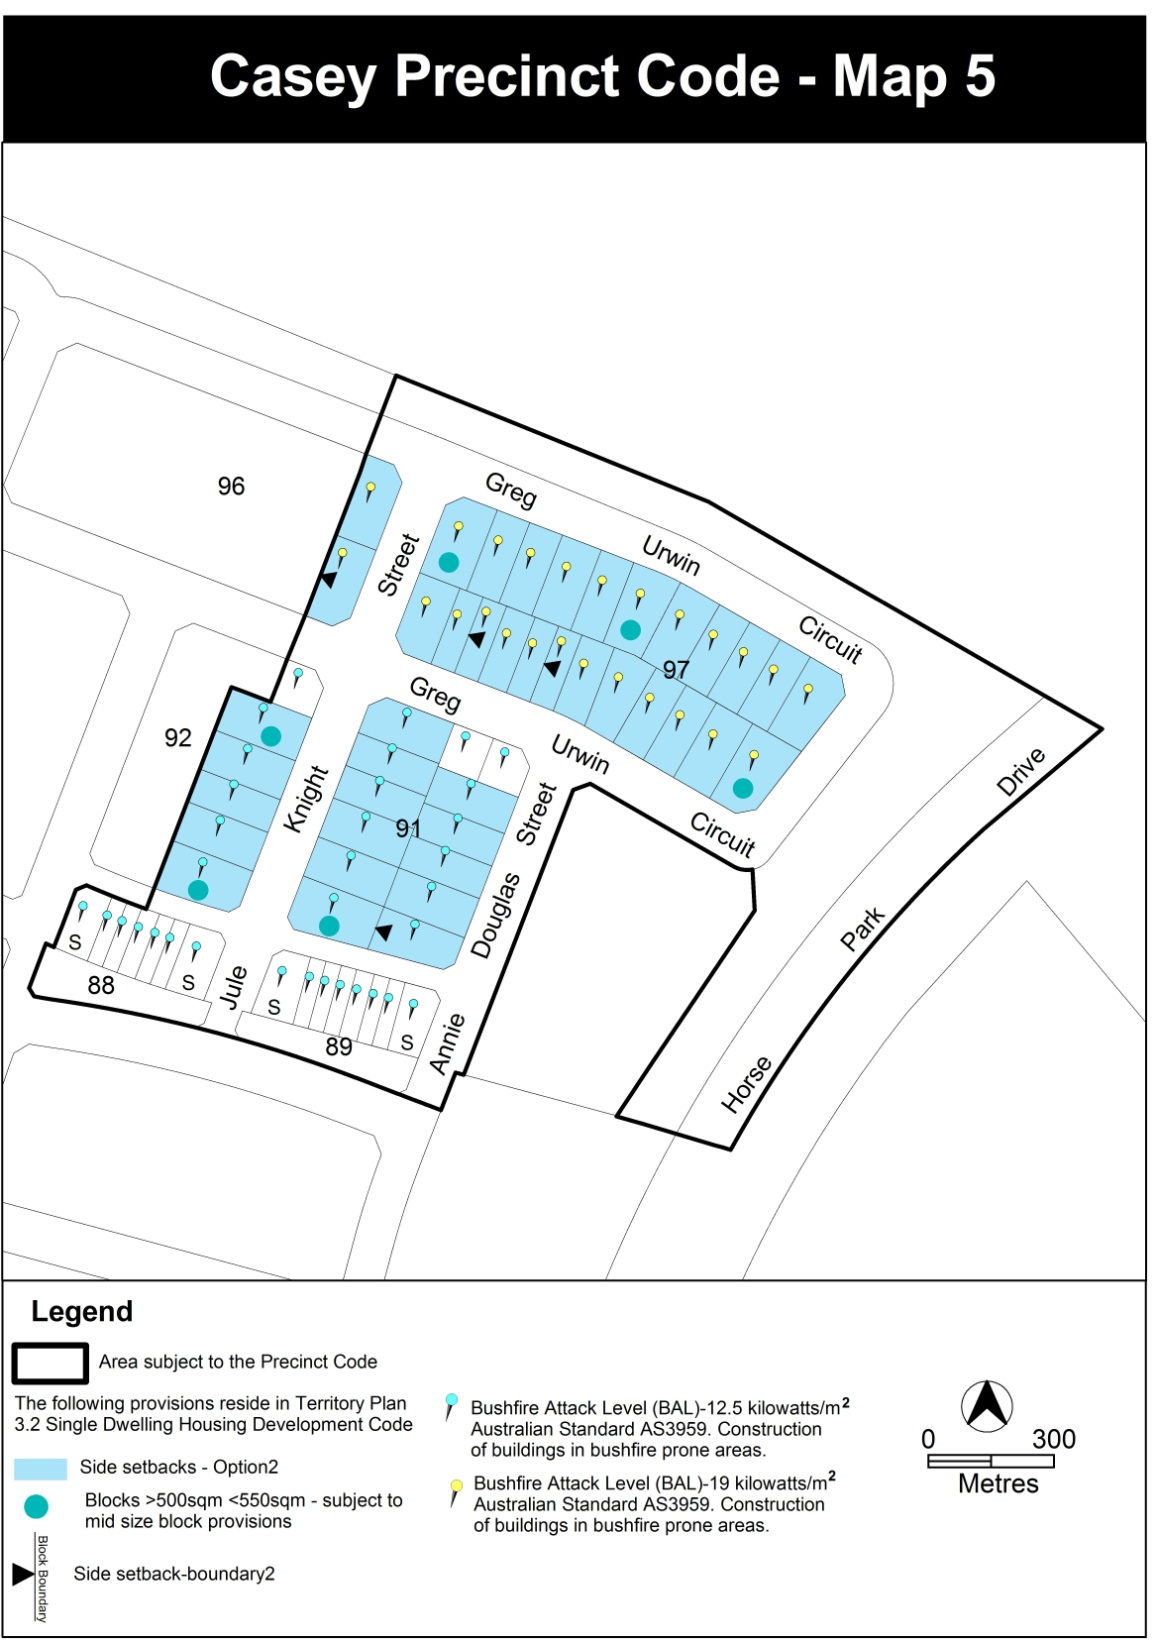 Casey Precinct Code - Map 5
96
Greg
Urwin
Circuit
Street
97
92
Greg
Urwin
Circuit
Knight
91
Street
Douglas
Drive
Park
Horse
S
88
S
Jule
S
89
S
Annie
Legend
Area subject to the Precinct Code
The following provisions reside in Territory Plan
3.2 Single Dwelling Housing Development Code
Side setbacks - Option2
Blocks >500sqm <550sqm - subject to
mid size block provisions
Block Boundary
Side setback-boundary2
Bushfire Attack Level (BAL)-12.5 kilowatts/m²
Australian Standard AS3959. Construction
of buildings in bushfire prone areas.
Bushfire Attack Level (BAL)-19 kilowatts/m²
Australian Standard AS3959. Construction
of buildings in bushfire prone areas.
0 300
Metres